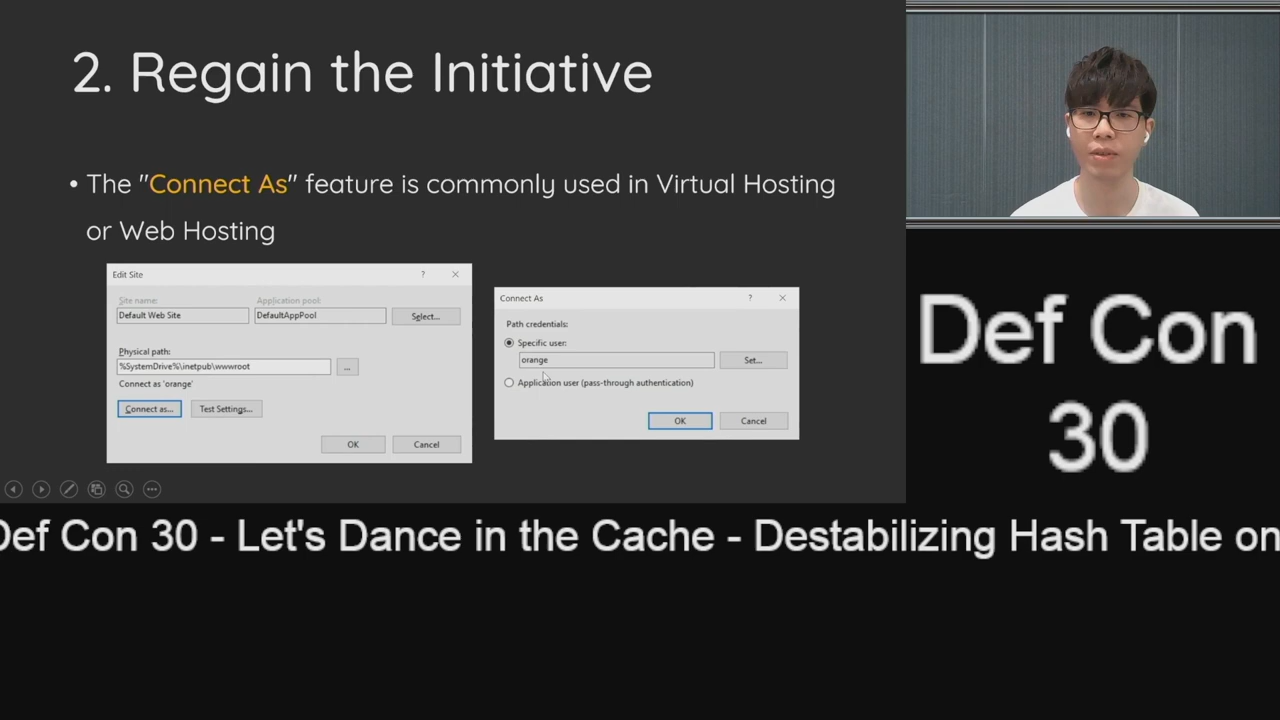 2. Regain the Initiative
• The "Connect As" feature is commonly used in Virtual Hosting
or Web Hosting
Edit Site
?
Site name:
Application pool:
Default Web Site
DefaultAppPool
Select...
Physical path:
%SystemDrive%\inetpub\wwwroot
...
Connect as 'orange'
Connect as...
Test Settings...
OK
Cancel
Connect As
?
Path credentials:
Specific user:
orange
Set...
Application user (pass-through authentication)
OK
Cancel
Def Con
30
Def Con 30 - Let's Dance in the Cache - Destabilizing Hash Table on